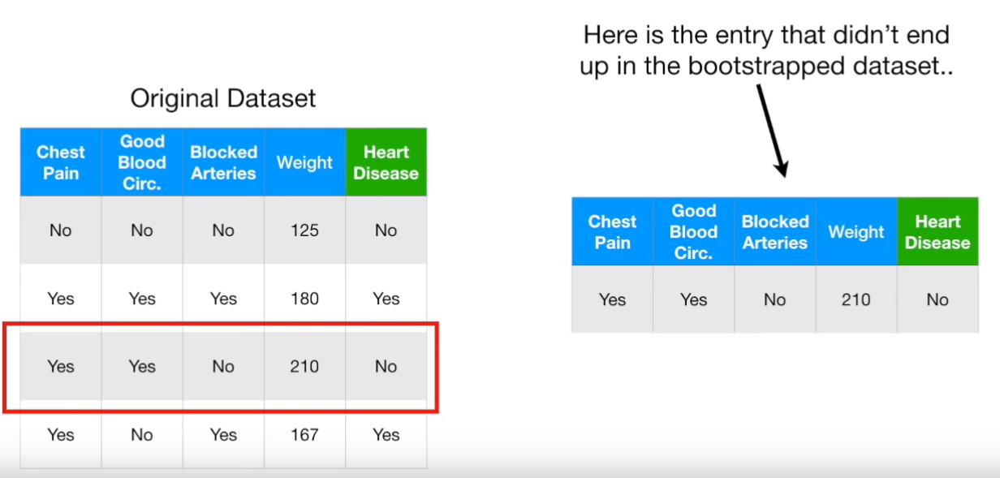 Here is the entry that didn't end
up in the bootstrapped dataset..
Original Dataset
Chest Pain Good Blood Circ. Blocked Arteries Weight Heart Disease
No No No 125 No
Yes Yes Yes 180 Yes
Yes Yes No 210 No
Yes No Yes 167 Yes
Chest Pain Good Blood Circ. Blocked Arteries Weight Heart Disease
Yes Yes No 210 No